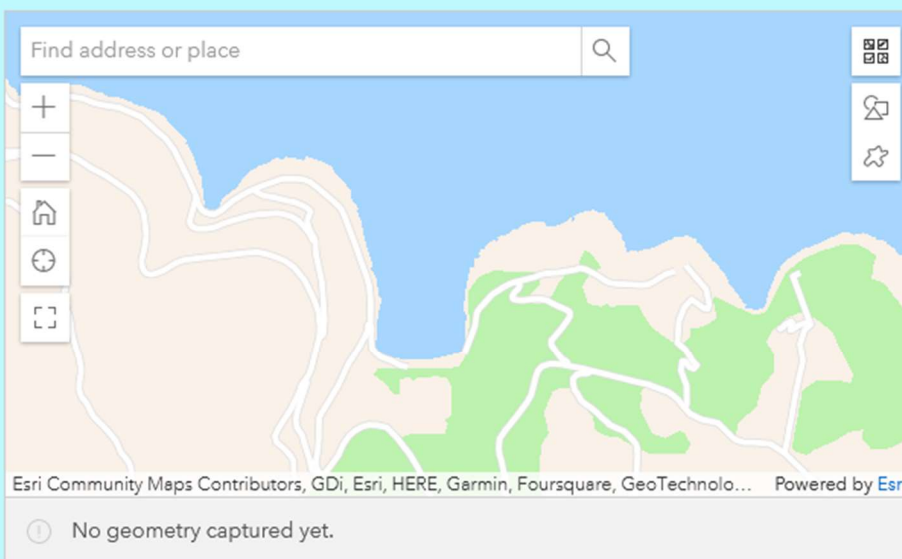 Find address or place
Esri Community Maps Contributors, GDi, Esri, HERE, Garmin, Foursquare, GeoTechnolo... Powered by Esr
No geometry captured yet.